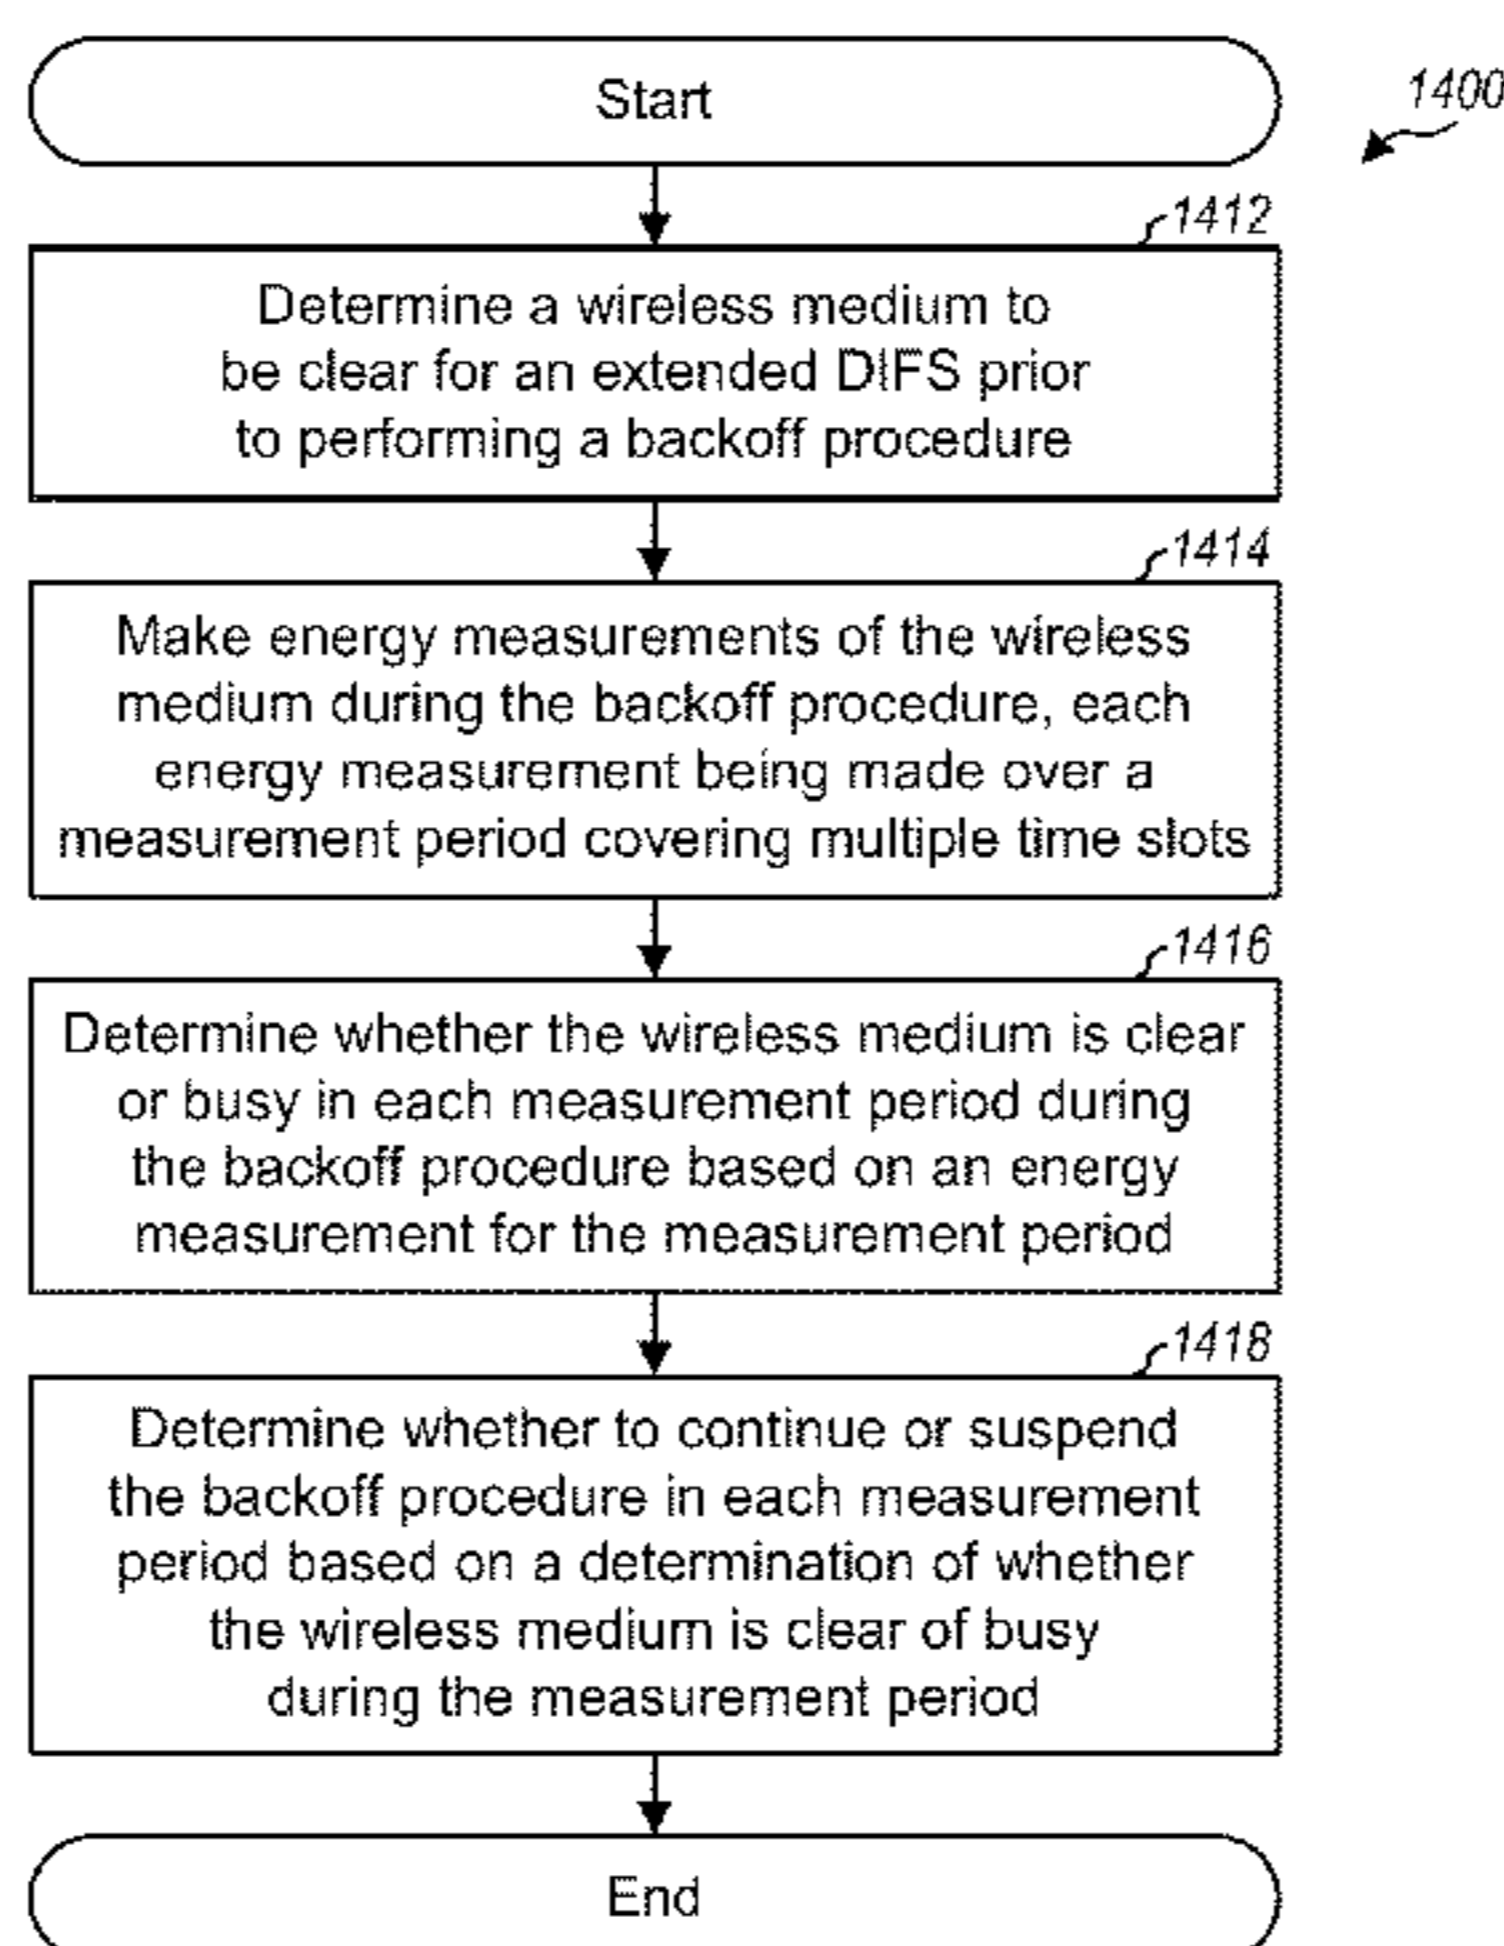 Start
1400
1412
Determine a wireless medium to
be clear for an extended DIFS prior
to performing a backoff procedure
1414
Make energy measurements of the wireless
medium during the backoff procedure, each
energy measurement being made over a
measurement period covering multiple time slots
1416
Determine whether the wireless medium is clear
or busy in each measurement period during
the backoff procedure based on an energy
measurement for the measurement period
1418
Determine whether to continue or suspend
the backoff procedure in each measurement
period based on a determination of whether
the wireless medium is clear of busy
during the measurement period
End